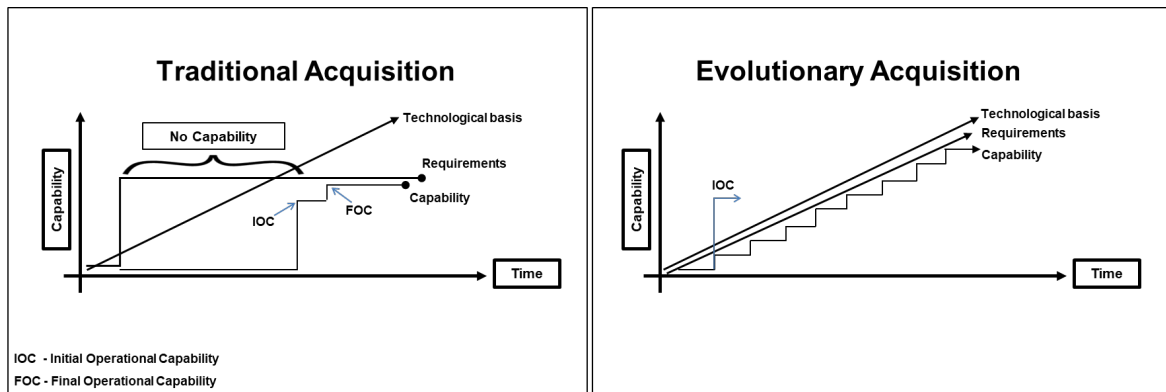 Traditional Acquisition
Technological basis
No Capability
Requirements
Capability
Capability
IOC
FOC
Time
IOC - Initial Operational Capability
FOC - Final Operational Capability
Evolutionary Acquisition
Technological basis
Requirements
Capability
IOC
Capability
Time